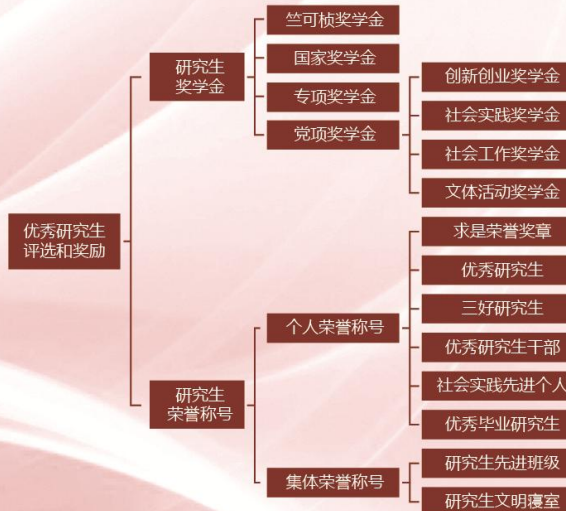 优秀研究生
评选和奖励
研究生
奖学金
竺可桢奖学金
国家奖学金
专项奖学金
党项奖学金
创新创业奖学金
社会实践奖学金
社会工作奖学金
文体活动奖学金
研究生
荣誉称号
个人荣誉称号
求是荣誉奖章
优秀研究生
三好研究生
优秀研究生干部
社会实践先进个人
优秀毕业研究生
集体荣誉称号
研究生先进班级
研究生文明寝室